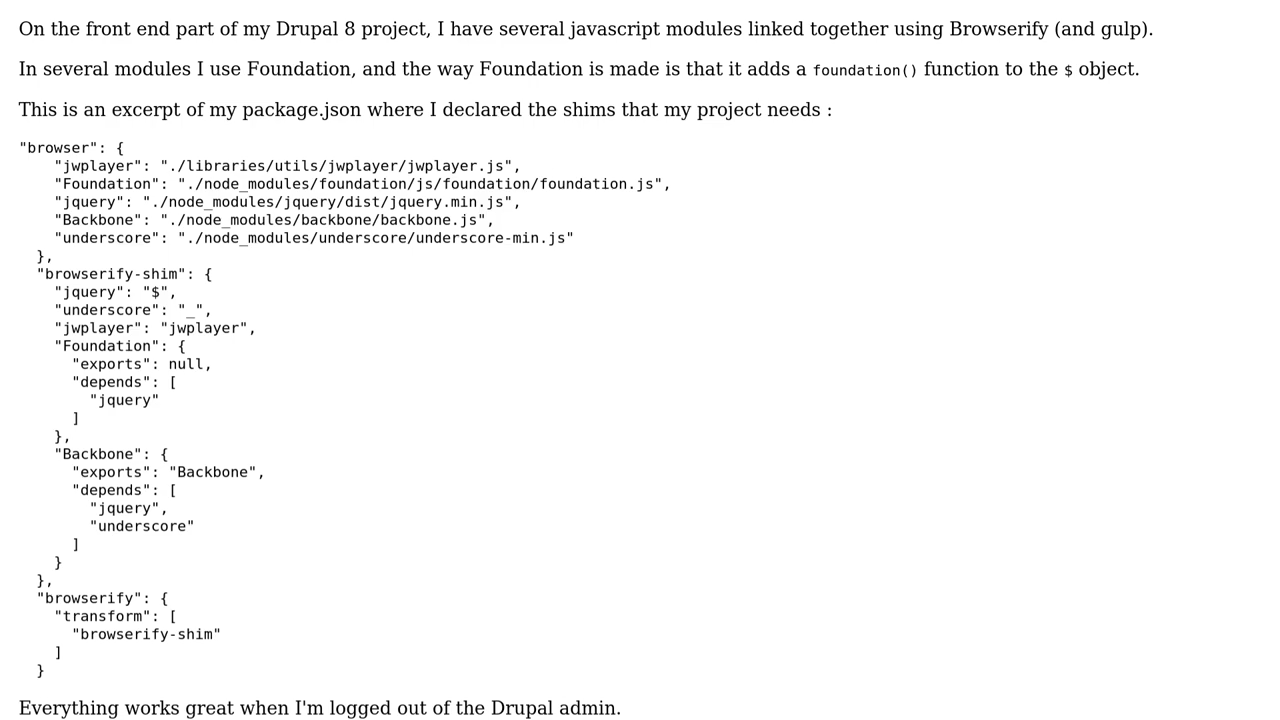 On the front end part of my Drupal 8 project, I have several javascript modules linked together using Browserify (and gulp).
In several modules I use Foundation, and the way Foundation is made is that it adds a foundation() function to the $ object.
This is an excerpt of my package.json where I declared the shims that my project needs :
"browser": {
    "jwplayer": "./libraries/utils/jwplayer/jwplayer.js",
    "Foundation": "./node_modules/foundation/js/foundation/foundation.js",
    "jquery": "./node_modules/jquery/dist/jquery.min.js",
    "Backbone": "./node_modules/backbone/backbone.js",
    "underscore": "./node_modules/underscore/underscore-min.js"
  },
  "browserify-shim": {
    "jquery": "$",
    "underscore": "_",
    "jwplayer": "jwplayer",
    "Foundation": {
      "exports": null,
      "depends": [
        "jquery"
      ]
    },
    "Backbone": {
      "exports": "Backbone",
      "depends": [
        "jquery",
        "underscore"
      ]
    }
  },
  "browserify": {
    "transform": [
      "browserify-shim"
    ]
  }
Everything works great when I'm logged out of the Drupal admin.